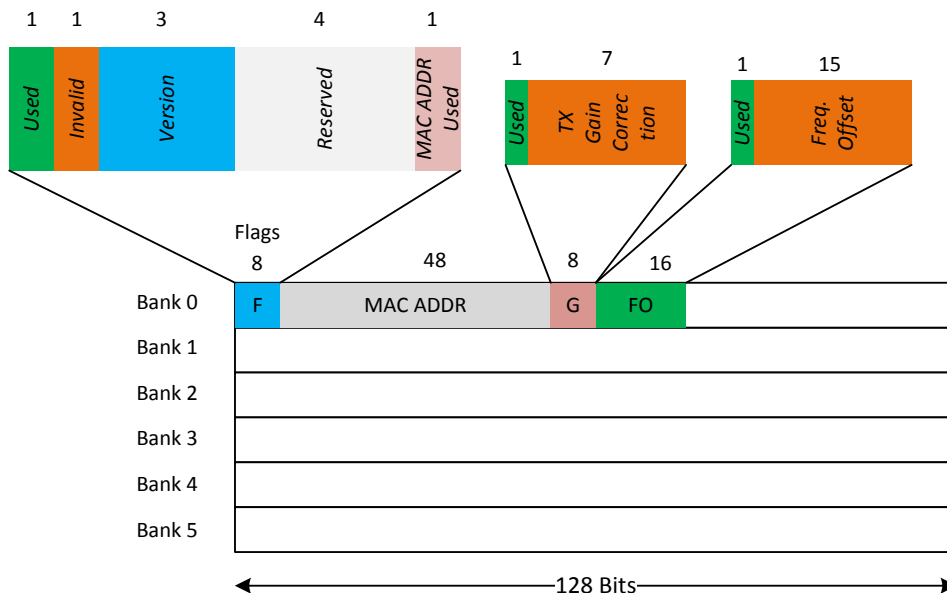 1 1 3 4 1
Used
Invalid
Version
Reserved
MAC ADDR
Used
1 7
Used
TX
Gain
Correc
tion
1 15
Used
Freq.
Offset
Flags
8 48 8 16
Bank 0 F MAC ADDR G FO
Bank 1
Bank 2
Bank 3
Bank 4
Bank 5
128 Bits